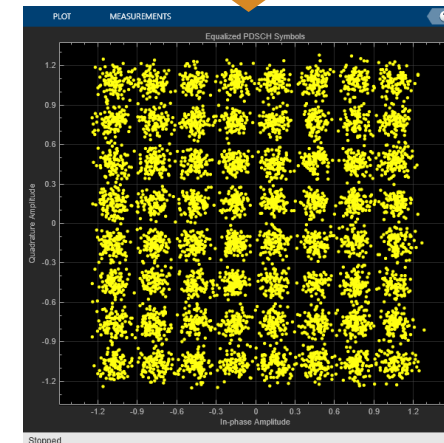 PLOT MEASUREMENTS
Equalized PDSCH Symbols
1.2
0.9
0.6
0.3
0
-0.3
-0.6
-0.9
-1.2
Quadrature Amplitude
-1.2 -0.9 -0.6 -0.3 0 0.3 0.6 0.9 1.2
In-phase Amplitude
Stopped